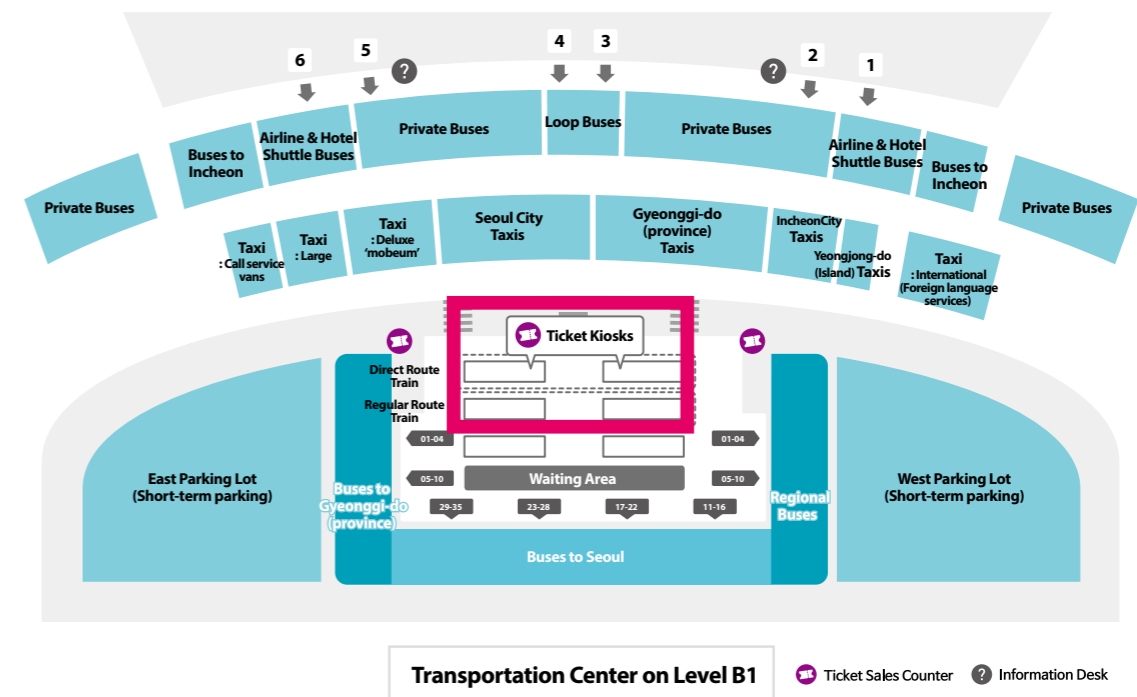 6
5
4
3
2
1
?
?
Private Buses
Buses to
Incheon
Airline & Hotel
Shuttle Buses
Private Buses
Loop Buses
Private Buses
Airline & Hotel
Shuttle Buses
Buses to
Incheon
Private Buses
Taxi
: Call service
vans
Taxi
: Large
Taxi
: Deluxe
‘mobeum’
Seoul City
Taxis
Gyeonggi-do
(province)
Taxis
IncheonCity
Taxis
Yeongjong-do
(Island) Taxis
Taxi
: International
(Foreign language
services)
Ticket Kiosks
Direct Route
Train
Regular Route
Train
01-04
01-04
05-10
Waiting Area
05-10
29-35
23-28
17-22
11-16
East Parking Lot
(Short-term parking)
Buses to
Gyeonggi-do
(province)
Regional
Buses
West Parking Lot
(Short-term parking)
Buses to Seoul
Transportation Center on Level B1
Ticket Sales Counter
? Information Desk